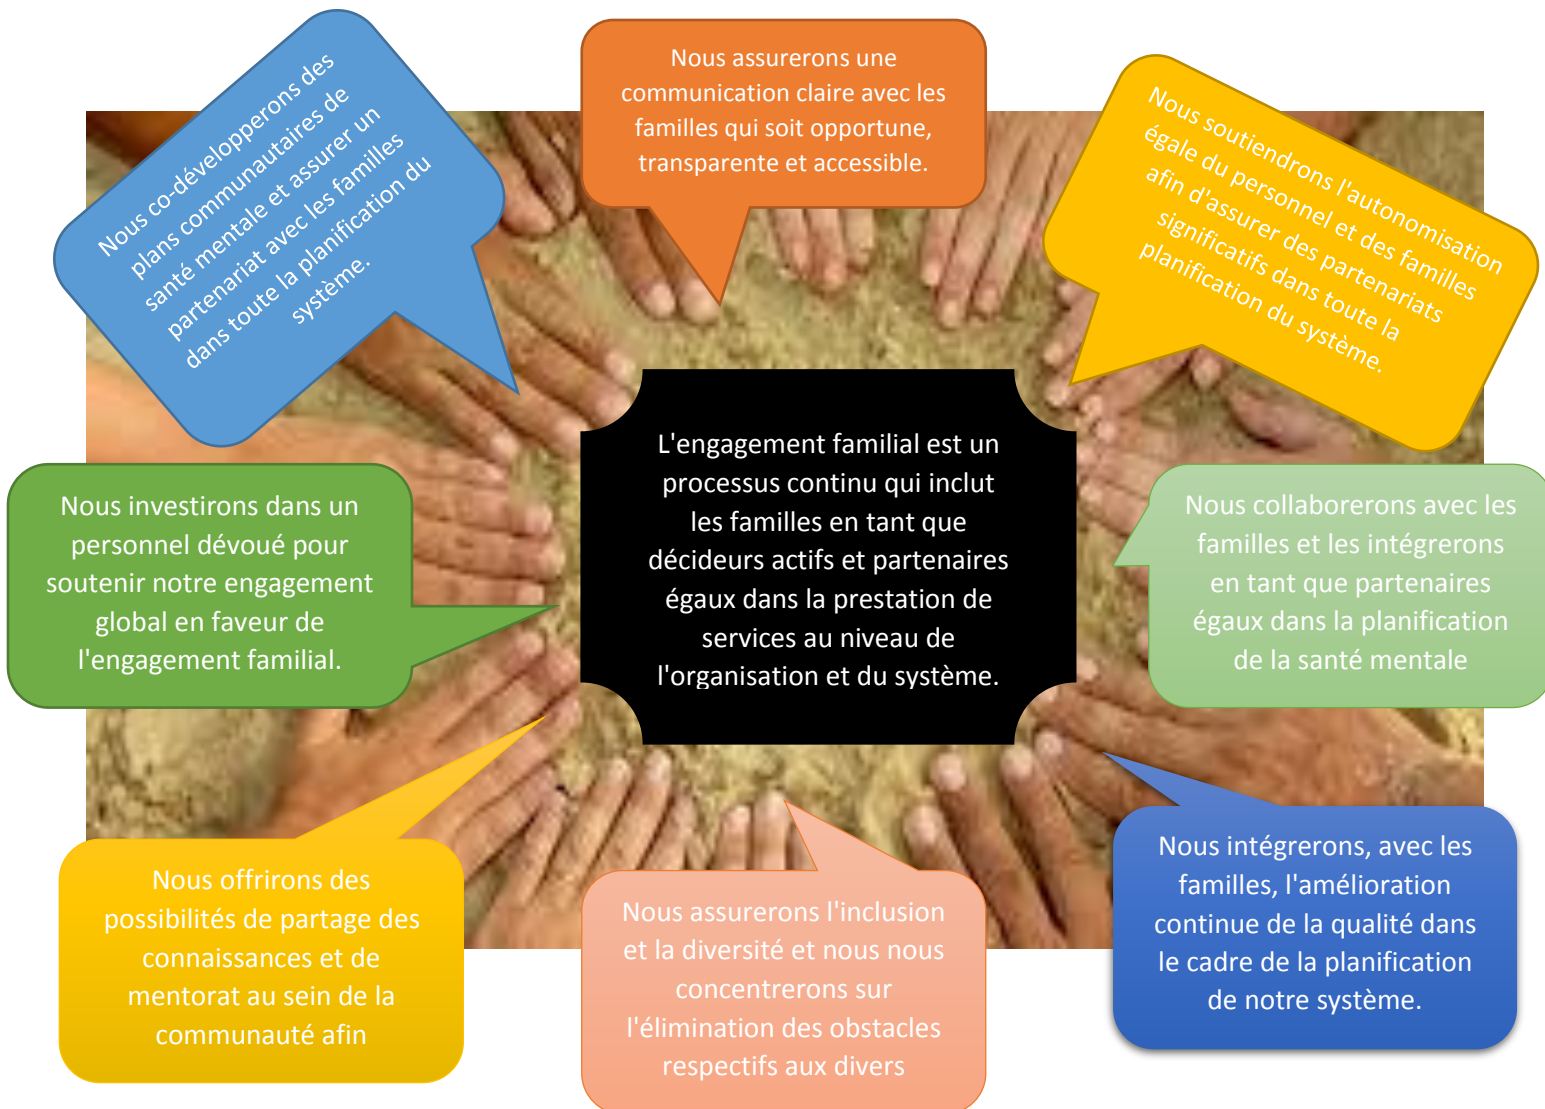 Nous co-développerons des
plans communautaires de
santé mentale et assurer un
partenariat avec les familles
dans toute la planification du
système.
Nous assurerons une
communication claire avec les
familles qui soit opportune,
transparente et accessible.
Nous soutiendrons l'autonomisation
égale du personnel et des familles
afin d'assurer des partenariats
significatifs dans toute la
planification du système.
Nous investirons dans un
personnel dévoué pour
soutenir notre engagement
global en faveur de
l'engagement familial.
L'engagement familial est un
processus continu qui inclut
les familles en tant que
décideurs actifs et partenaires
égaux dans la prestation de
services au niveau de
l'organisation et du système.
Nous collaborerons avec les
familles et les intégrerons
en tant que partenaires
égaux dans la planification
de la santé mentale
Nous offrirons des
possibilités de partage des
connaissances et de
mentorat au sein de la
communauté afin
Nous assurerons l'inclusion
et la diversité et nous nous
concentrerons sur
l'élimination des obstacles
respectifs aux divers
Nous intégrerons, avec les
familles, l'amélioration
continue de la qualité dans
le cadre de la planification
de notre système.